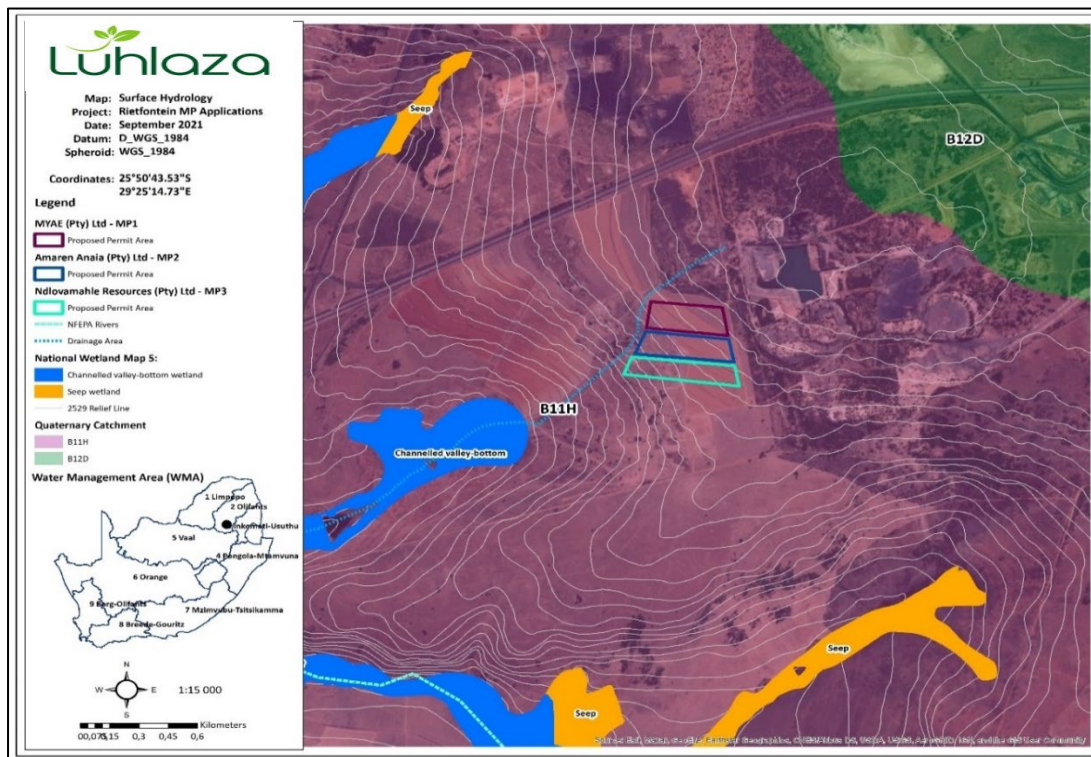 Luhlaza
Map: Surface Hydrology
Project: Rietfontein MP Applications
Date: September 2021
Datum: D_WGS_1984
Spheroid: WGS_1984
Coordinates: 25°50'43.53"S
29°25'14.73"E
Legend
MYAE (Pty) Ltd - MP1
Proposed Permit Area
Amaren Anaia (Pty) Ltd - MP2
Proposed Permit Area
Ndlovamahle Resources (Pty) Ltd - MP3
Proposed Permit Area
NFEPA Rivers
Drainage Area
National Wetland Map 5:
Channelled valley-bottom wetland
Seep wetland
2529 Relief Line
Quaternary Catchment
B11H
B12D
Water Management Area (WMA)
1 Limpopo
2 Olifants
Inkomati-Usuthu
5 Vaal
4 Pongola-Mtamvuna
6 Orange
9 Berg-Olifants
7 Mzimvubu-Tsitsikamma
8 Breede-Gouritz
N
W E
S
1:15 000
Kilometers
0 0,075 0,15 0,3 0,45 0,6
Seep
B12D
B11H
Channelled valley-bottom
Seep
Seep